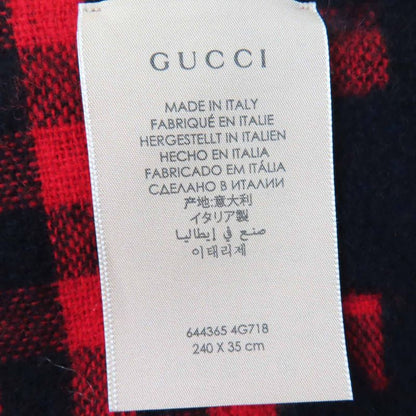 GUCCI
MADE IN ITALY
FABRIQUÉ EN ITALIE
HERGESTELLT IN ITALIEN
HECHO EN ITALIA
FABRICADO EM ITÁLIA
СДЕЛАНО В ИТАЛИИ
产地:意大利
イタリア製
صنع في إيطاليا
이태리제
644365 4G718
240 X 35 cm